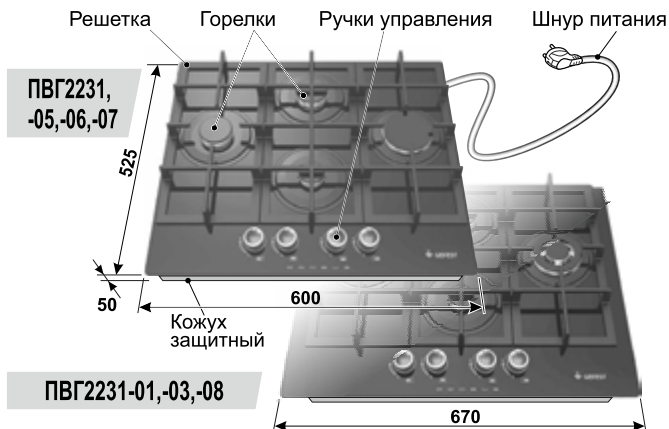 Решетка
Горелки
Ручки управления
Шнур питания
ПВГ2231,
-05,-06,-07
525
50
600
Кожух
защитный
ПВГ2231-01,-03,-08
670